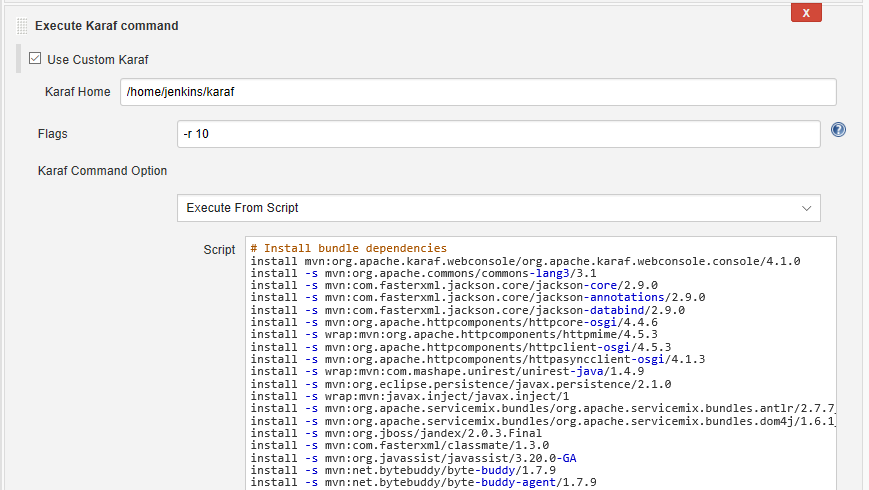 X
Execute Karaf command
Use Custom Karaf
Karaf Home /home/jenkins/karaf
Flags -r 10 ?
Karaf Command Option
Execute From Script
Script # Install bundle dependencies
install mvn:org.apache.karaf.webconsole/org.apache.karaf.webconsole.console/4.1.0
install -s mvn:org.apache.commons/commons-lang3/3.1
install -s mvn:com.fasterxml.jackson.core/jackson-core/2.9.0
install -s mvn:com.fasterxml.jackson.core/jackson-annotations/2.9.0
install -s mvn:com.fasterxml.jackson.core/jackson-databind/2.9.0
install -s mvn:org.apache.httpcomponents/httpcore-osgi/4.4.6
install -s wrap:mvn:org.apache.httpcomponents/httpmime/4.5.3
install -s mvn:org.apache.httpcomponents/httpclient-osgi/4.5.3
install -s mvn:org.apache.httpcomponents/httpasyncclient-osgi/4.1.3
install -s wrap:mvn:com.mashape.unirest/unirest-java/1.4.9
install -s mvn:org.eclipse.persistence/javax.persistence/2.1.0
install -s wrap:mvn:javax.inject/javax.inject/1
install -s mvn:org.apache.servicemix.bundles/org.apache.servicemix.bundles.antlr/2.7.7_
install -s mvn:org.apache.servicemix.bundles/org.apache.servicemix.bundles.dom4j/1.6.1_
install -s mvn:org.jboss/jandex/2.0.3.Final
install -s mvn:com.fasterxml/classmate/1.3.0
install -s mvn:org.javassist/javassist/3.20.0-GA
install -s mvn:net.bytebuddy/byte-buddy/1.7.9
install -s mvn:net.bytebuddy/byte-buddy-agent/1.7.9